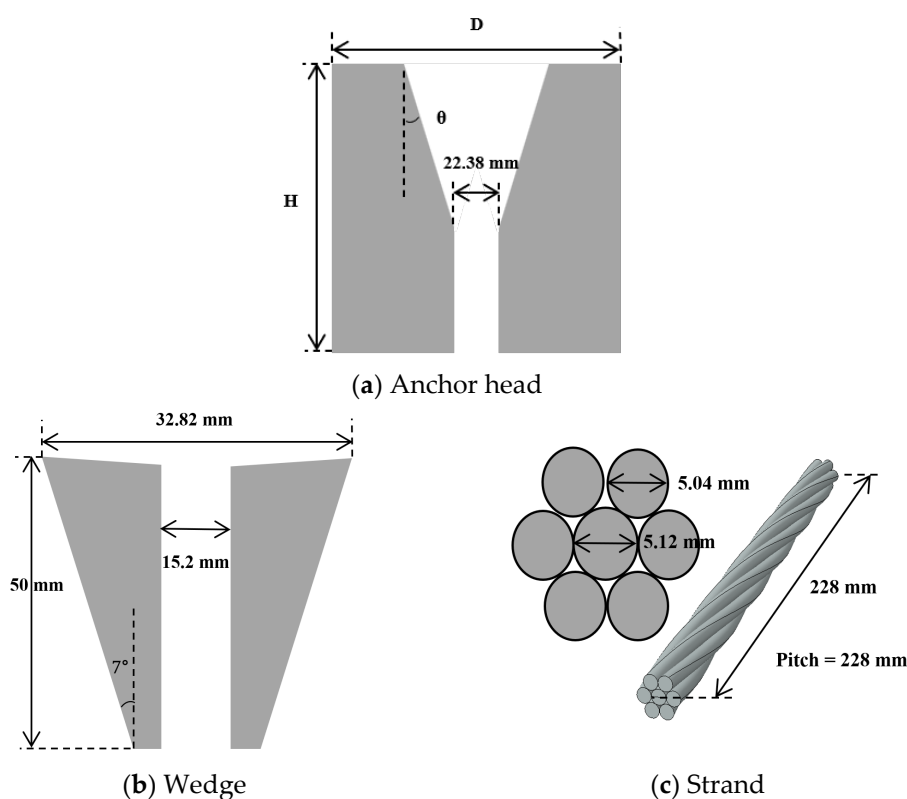 D
θ
22.38 mm
H
(a) Anchor head
32.82 mm
15.2 mm
50 mm
7°
(b) Wedge
5.04 mm
5.12 mm
228 mm
Pitch = 228 mm
(c) Strand